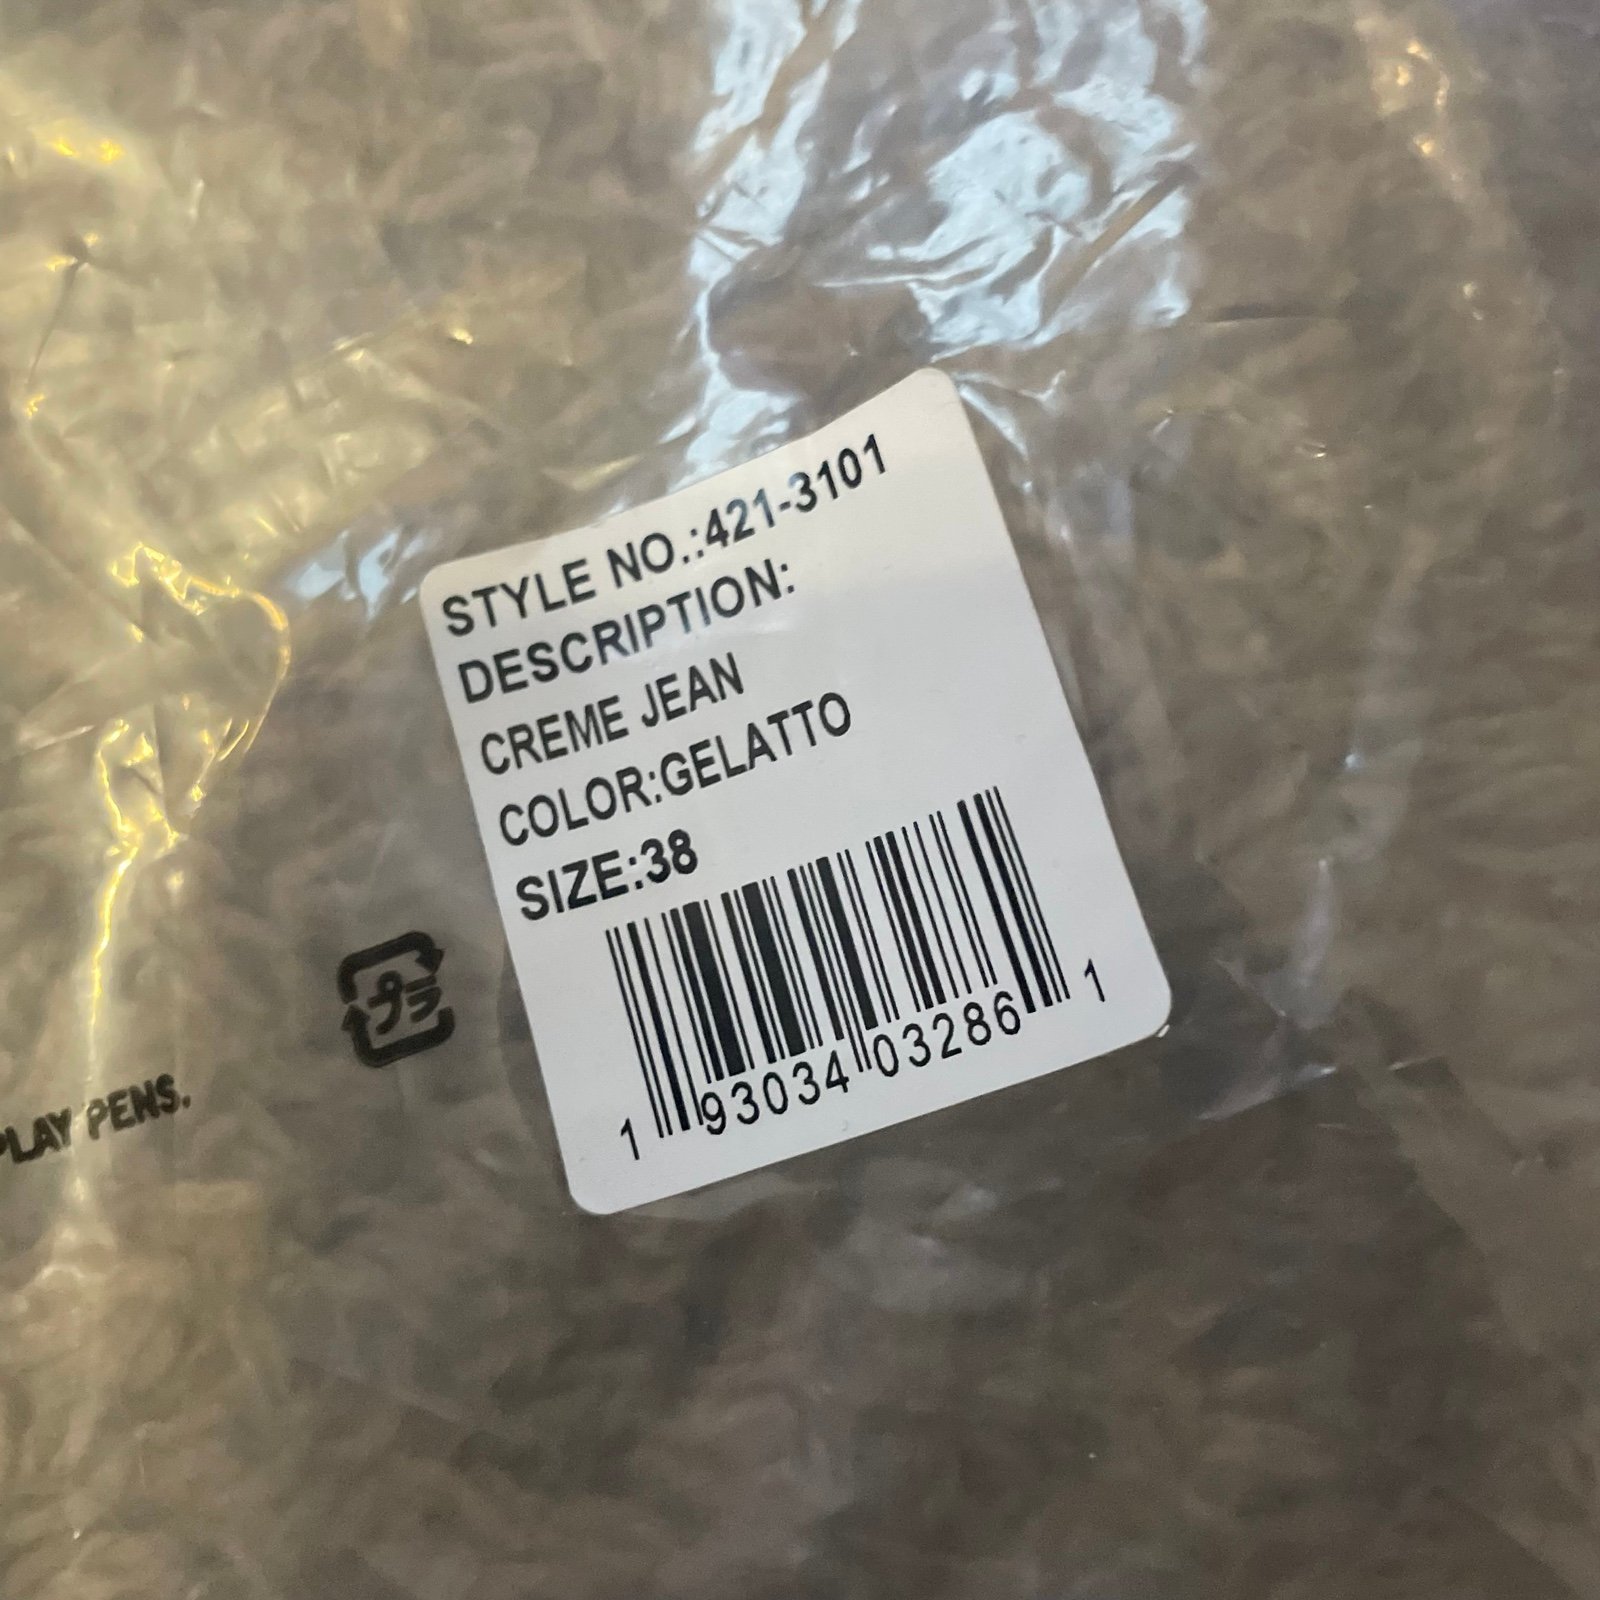 STYLE NO.:421-3101
DESCRIPTION:
CREME JEAN
COLOR:GELATTO
SIZE:38
1 93034 03286 1
プラ
PLAY PENS.